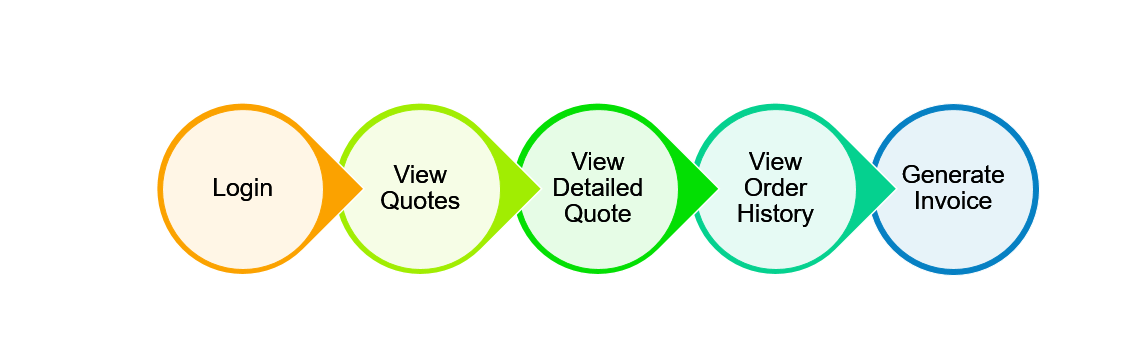 Login
View
Quotes
View
Detailed
Quote
View
Order
History
Generate
Invoice